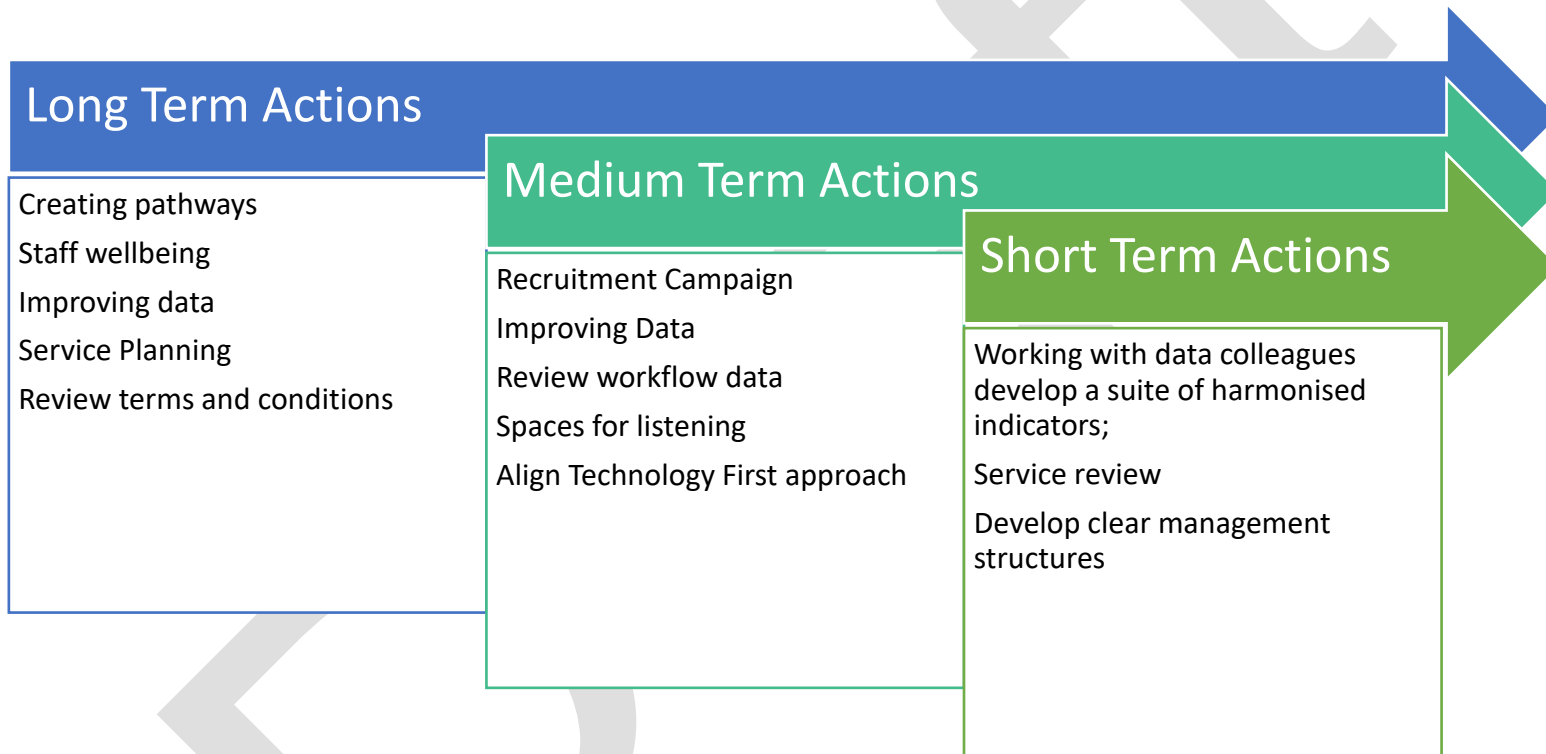 Long Term Actions
Creating pathways
Staff wellbeing
Improving data
Service Planning
Review terms and conditions
Medium Term Actions
Recruitment Campaign
Improving Data
Review workflow data
Spaces for listening
Align Technology First approach
Short Term Actions
Working with data colleagues
develop a suite of harmonised
indicators;
Service review
Develop clear management
structures